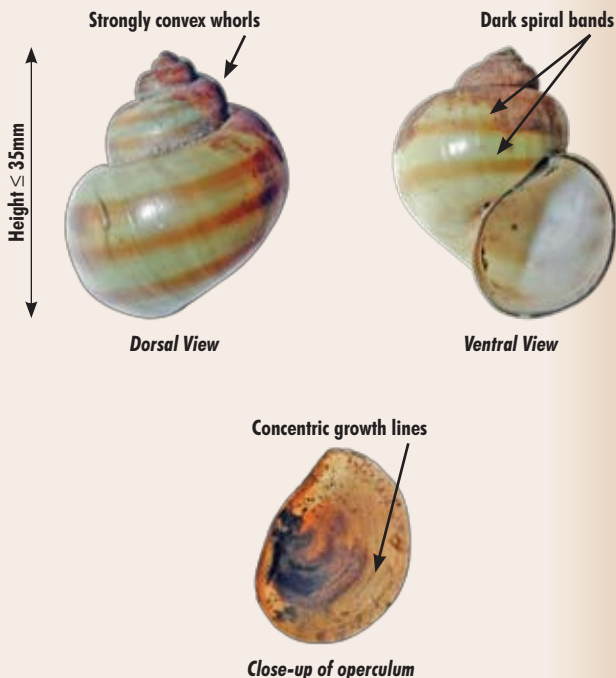 Strongly convex whorls
Dark spiral bands
Height ≤ 35mm
Dorsal View
Ventral View
Concentric growth lines
Close-up of operculum